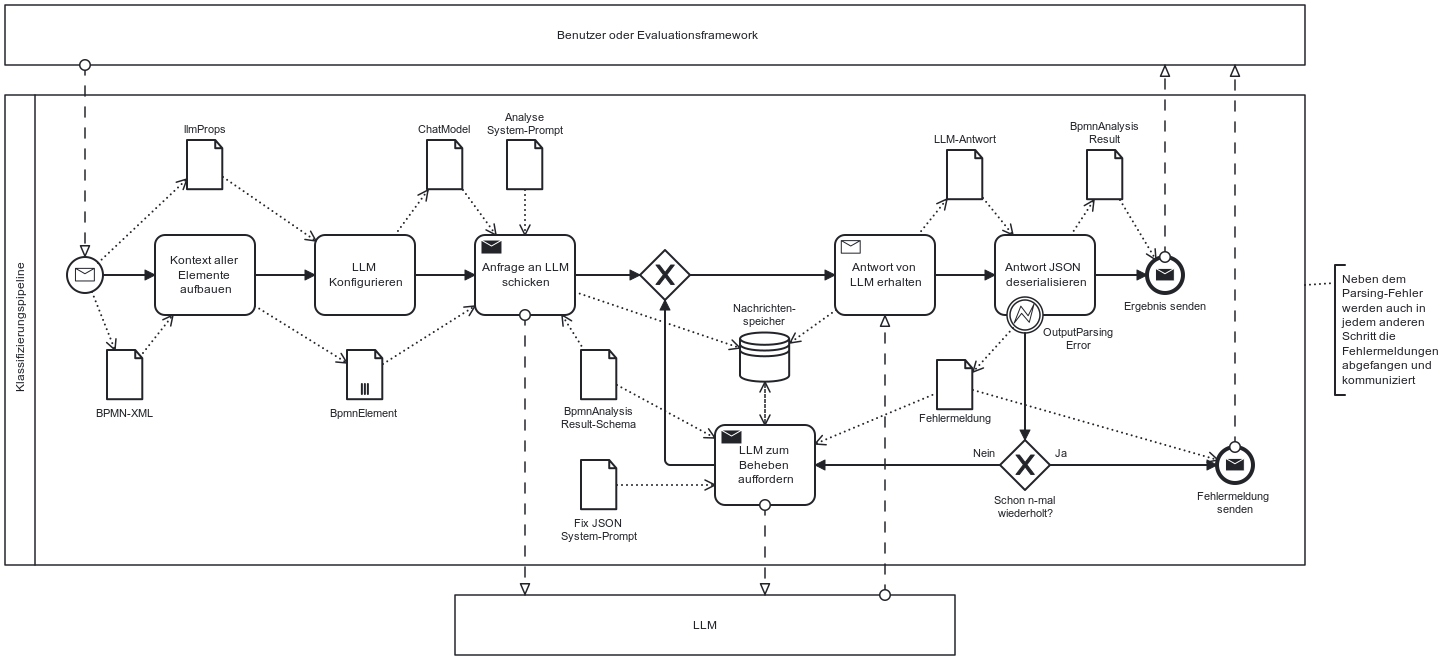 Benutzer oder Evaluationsframework
Klassifizierungspipeline
llmProps
ChatModel
Analyse
System-Prompt
LLM-Antwort
BpmnAnalysis
Result
Kontext aller
Elemente
aufbauen
LLM
Konfigurieren
Anfrage an LLM
schicken
Antwort von
LLM erhalten
Antwort JSON
deserialisieren
Ergebnis senden
Nachrichten-
speicher
OutputParsing
Error
BPMN-XML
BpmnElement
BpmnAnalysis
Result-Schema
Fehlermeldung
LLM zum
Beheben
auffordern
Nein
Ja
Schon n-mal
wiederholt?
Fehlermeldung
senden
Fix JSON
System-Prompt
LLM
Neben dem
Parsing-Fehler
werden auch in
jedem anderen
Schritt die
Fehlermeldungen
abgefangen und
kommuniziert